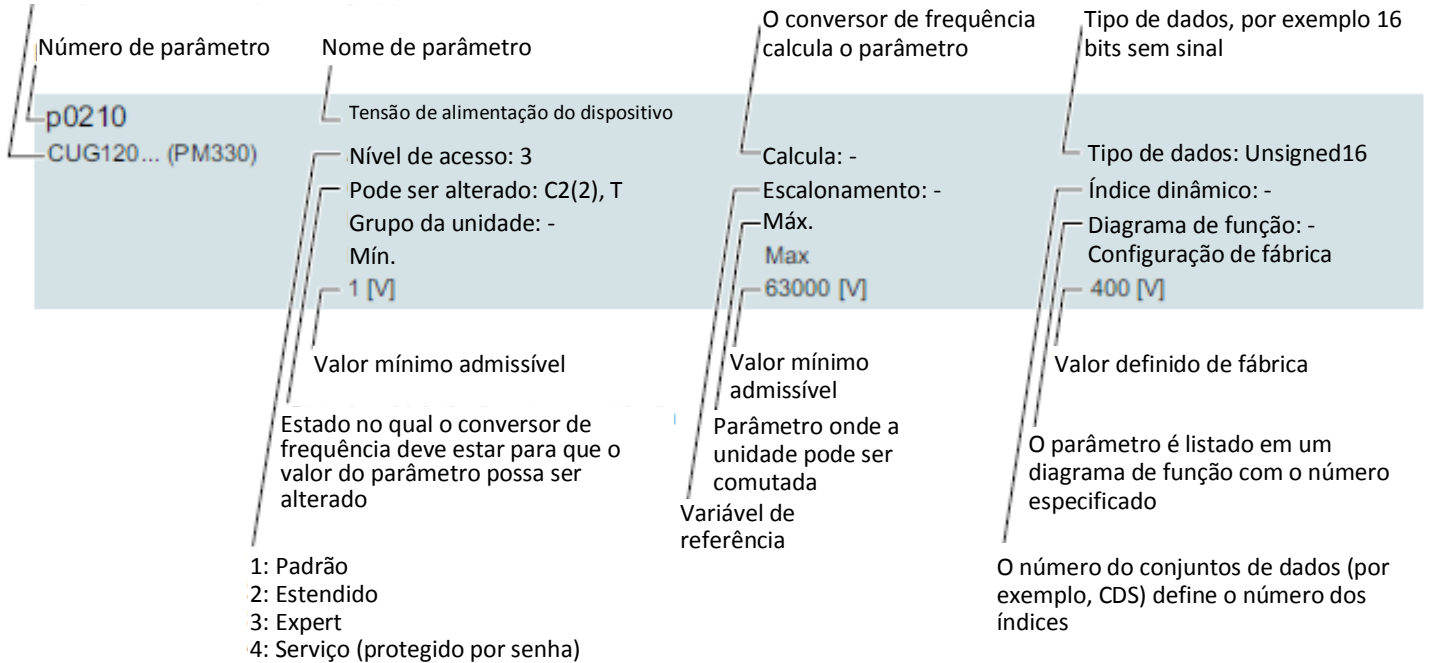 O conversor de frequência
calcula o parâmetro
Tipo de dados, por exemplo 16
bits sem sinal
Número de parâmetro
Nome de parâmetro
p0210
Tensão de alimentação do dispositivo
CUG120... (PM330)
Nível de acesso: 3
Calcula: -
Tipo de dados: Unsigned16
Pode ser alterado: C2(2), T
Escalonamento: -
Índice dinâmico: -
Grupo da unidade: -
Máx.
Diagrama de função: -
Mín.
Max
Configuração de fábrica
1 [V]
63000 [V]
400 [V]
Valor mínimo admissível
Valor mínimo
admissível
Valor definido de fábrica
Estado no qual o conversor de
frequência deve estar para que o
valor do parâmetro possa ser
alterado
Parâmetro onde a
unidade pode ser
comutada
O parâmetro é listado em um
diagrama de função com o número
especificado
Variável de
referência
1: Padrão
2: Estendido
3: Expert
4: Serviço (protegido por senha)
O número do conjuntos de dados (por
exemplo, CDS) define o número dos
índices